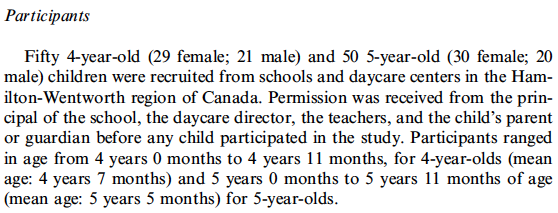 Participants
Fifty 4-year-old (29 female; 21 male) and 50 5-year-old (30 female; 20
male) children were recruited from schools and daycare centers in the Ham-
ilton-Wentworth region of Canada. Permission was received from the prin-
cipal of the school, the daycare director, the teachers, and the child's parent
or guardian before any child participated in the study. Participants ranged
in age from 4 years 0 months to 4 years 11 months, for 4-year-olds (mean
age: 4 years 7 months) and 5 years 0 months to 5 years 11 months of age
(mean age: 5 years 5 months) for 5-year-olds.